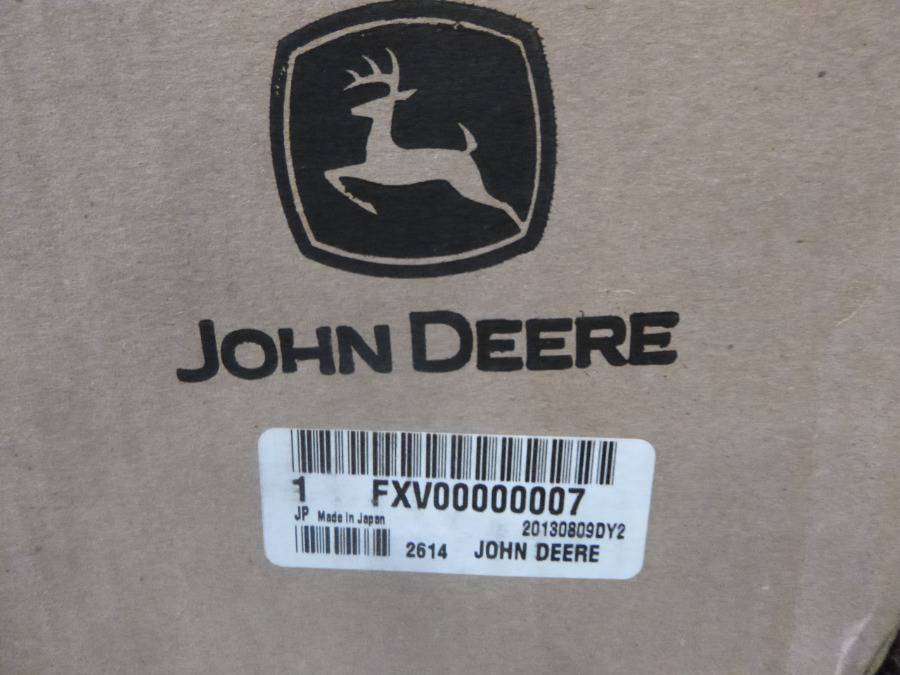 JOHN DEERE
1 FXV00000007
JP Made In Japan
20130809DY2
2614 JOHN DEERE